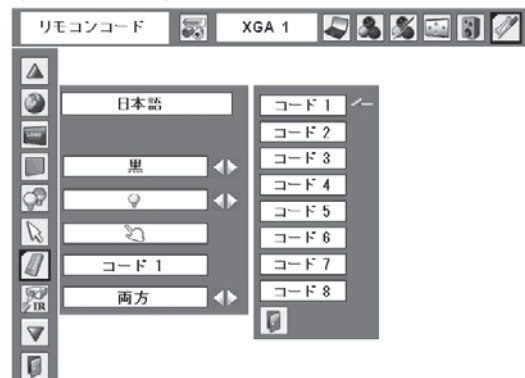 リモコンコード
XGA 1
日本語
黒
コード 1
両方
コード 1
コード 2
コード 3
コード 4
コード 5
コード 6
コード 7
コード 8
LOGO
IR